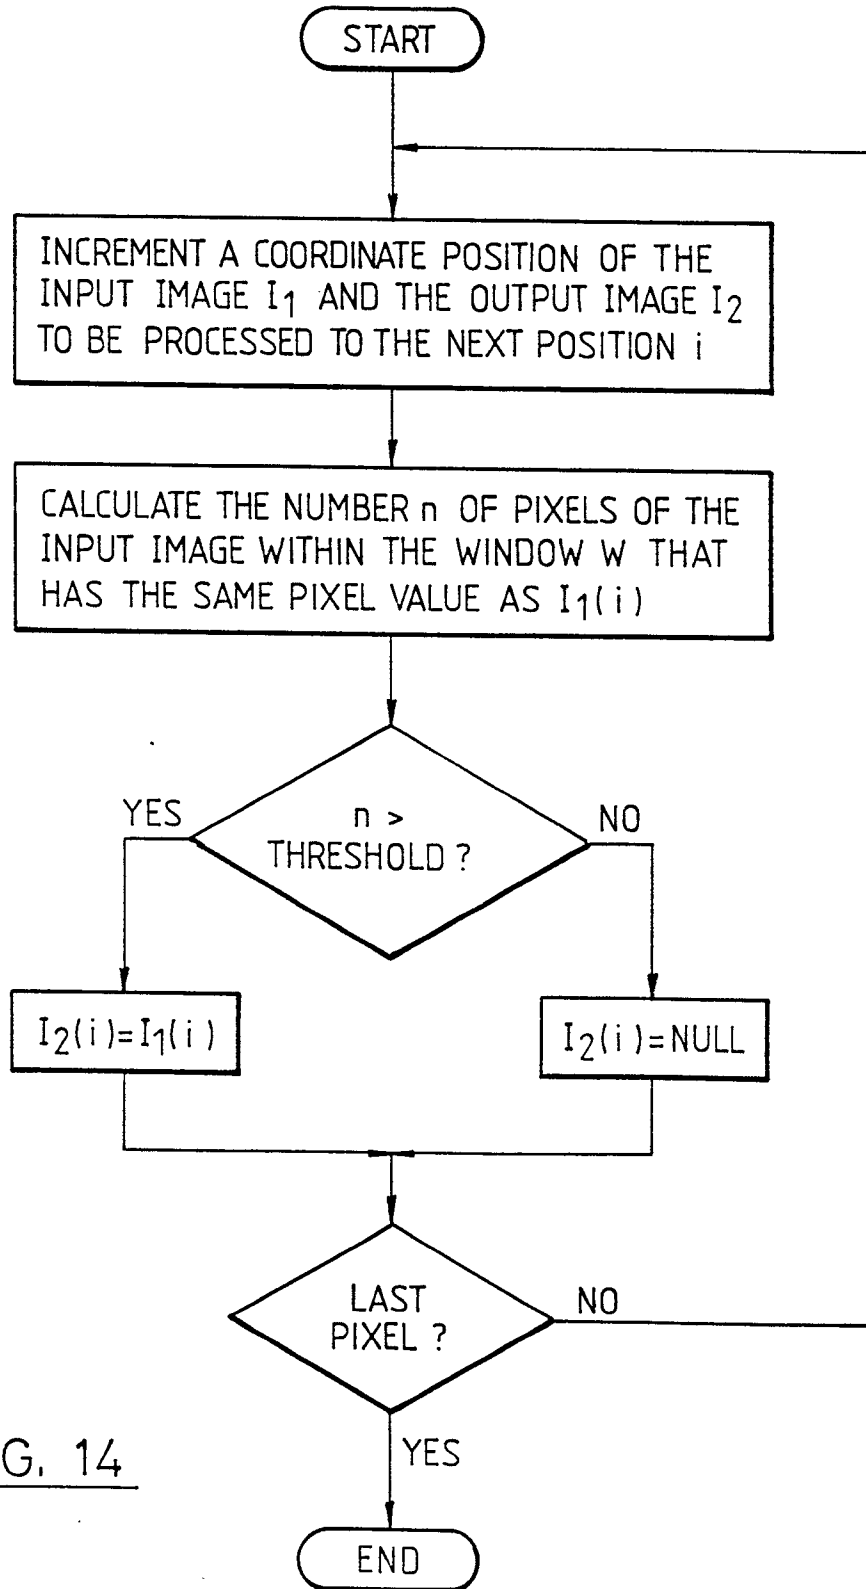 START
INCREMENT A COORDINATE POSITION OF THE
INPUT IMAGE I1 AND THE OUTPUT IMAGE I2
TO BE PROCESSED TO THE NEXT POSITION i
CALCULATE THE NUMBER n OF PIXELS OF THE
INPUT IMAGE WITHIN THE WINDOW W THAT
HAS THE SAME PIXEL VALUE AS I1(i)
YES
n >
THRESHOLD ?
NO
I2(i)=I1(i)
I2(i)=NULL
LAST
PIXEL ?
NO
YES
G. 14
END